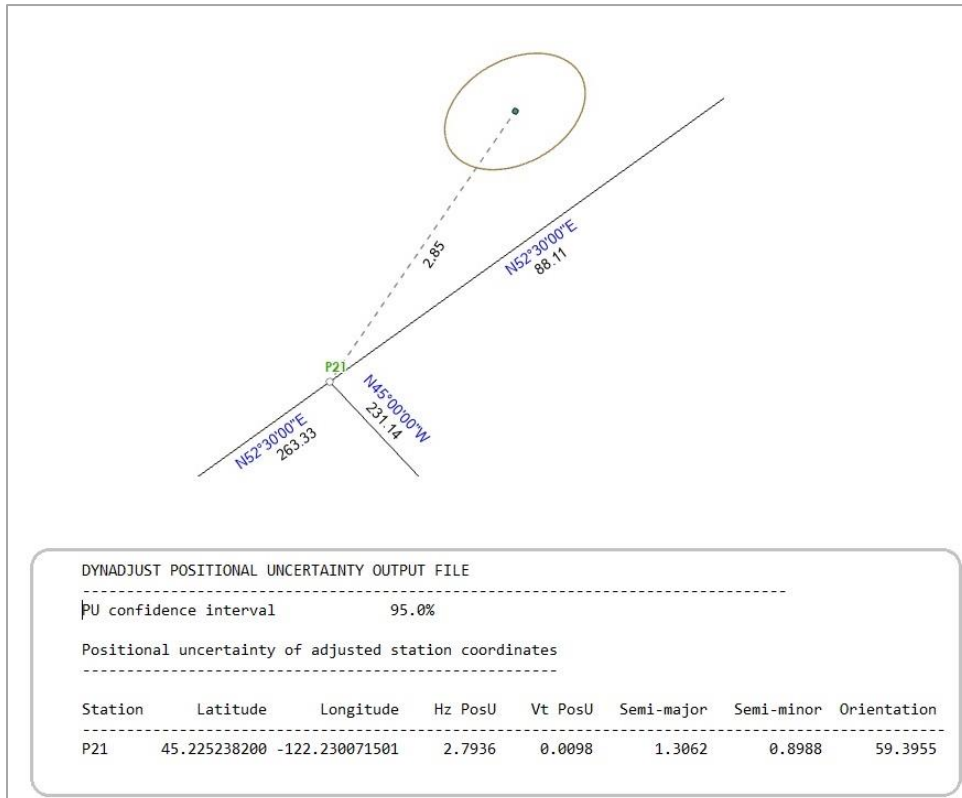 2.85
N52°30'00"E
88.11
P21
N45°00'00"W
231.14
N52°30'00"E
263.33
DYNADJUST POSITIONAL UNCERTAINTY OUTPUT FILE
--------------------------------------------------------------------------------
PU confidence interval 95.0%
Positional uncertainty of adjusted station coordinates
------------------------------------------------------
Station Latitude Longitude Hz PosU Vt PosU Semi-major Semi-minor Orientation
--------------------------------------------------------------------------------------------------
P21 45.225238200 -122.230071501 2.7936 0.0098 1.3062 0.8988 59.3955